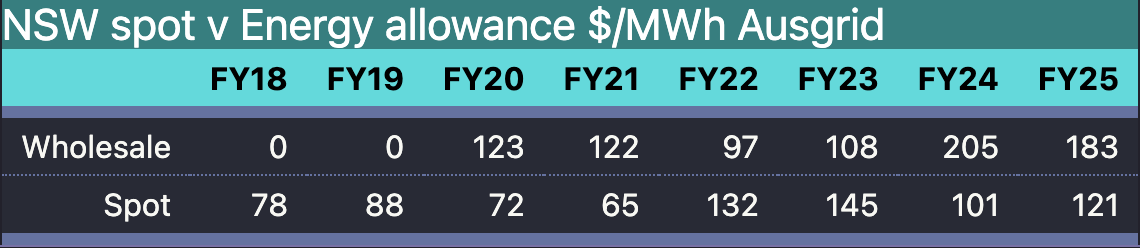 NSW spot v Energy allowance $/MWh Ausgrid
FY18 FY19 FY20 FY21 FY22 FY23 FY24 FY25
Wholesale 0 0 123 122 97 108 205 183
Spot 78 88 72 65 132 145 101 121